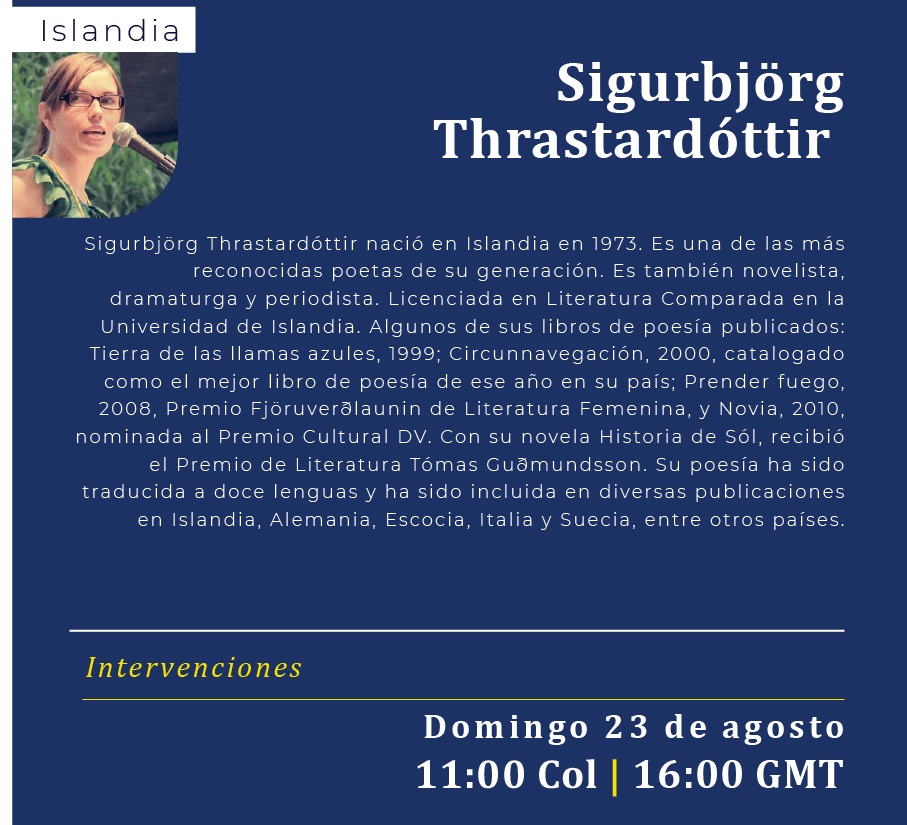 Islandia
Sigurbjörg
Thrastardóttir
Sigurbjörg Thrastardóttir nació en Islandia en 1973. Es una de las más
reconocidas poetas de su generación. Es también novelista,
dramaturga y periodista. Licenciada en Literatura Comparada en la
Universidad de Islandia. Algunos de sus libros de poesía publicados:
Tierra de las llamas azules, 1999; Circunnavegación, 2000, catalogado
como el mejor libro de poesía de ese año en su país; Prender fuego,
2008, Premio Fjöruverðlaunin de Literatura Femenina, y Novia, 2010,
nominada al Premio Cultural DV. Con su novela Historia de Sól, recibió
el Premio de Literatura Tómas Guðmundsson. Su poesía ha sido
traducida a doce lenguas y ha sido incluida en diversas publicaciones
en Islandia, Alemania, Escocia, Italia y Suecia, entre otros países.
Intervenciones
Domingo 23 de agosto
11:00 Col | 16:00 GMT